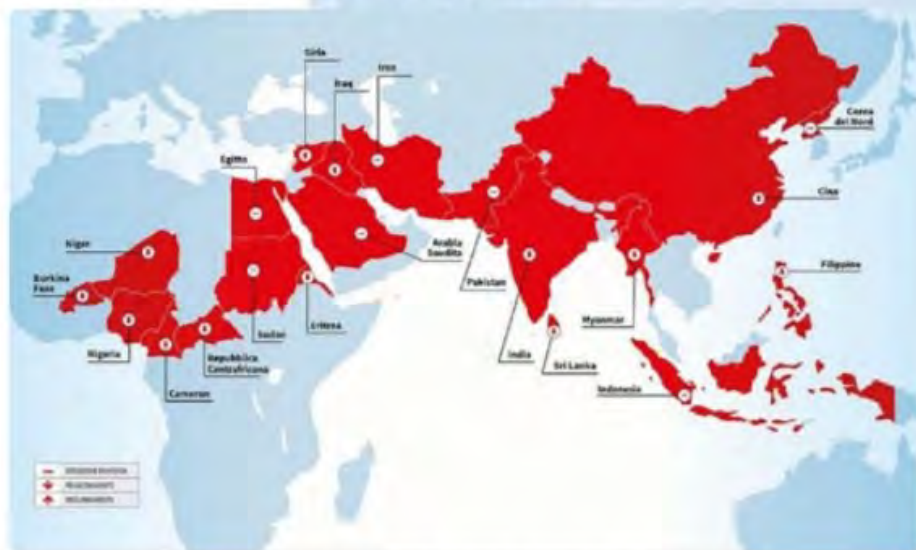 Siria
Iraq
Iran
Corea
del Nord
Egitto
Cina
Niger
Arabia
Saudita
Burkina
Faso
Pakistan
Filippine
Nigeria
Sudan
Eritrea
Myanmar
Repubblica
Centrafricana
India
Sri Lanka
Camerun
Indonesia